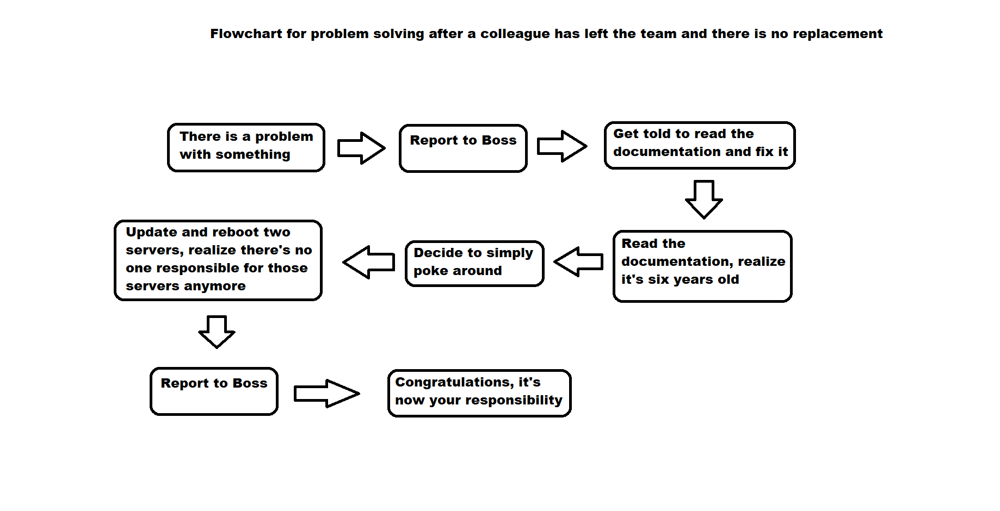 Flowchart for problem solving after a colleague has left the team and there is no replacement
There is a problem
with something
Report to Boss
Get told to read the
documentation and fix it
Read the
documentation, realize
it's six years old
Decide to simply
poke around
Update and reboot two
servers, realize there's no
one responsible for those
servers anymore
Report to Boss
Congratulations, it's
now your responsibility